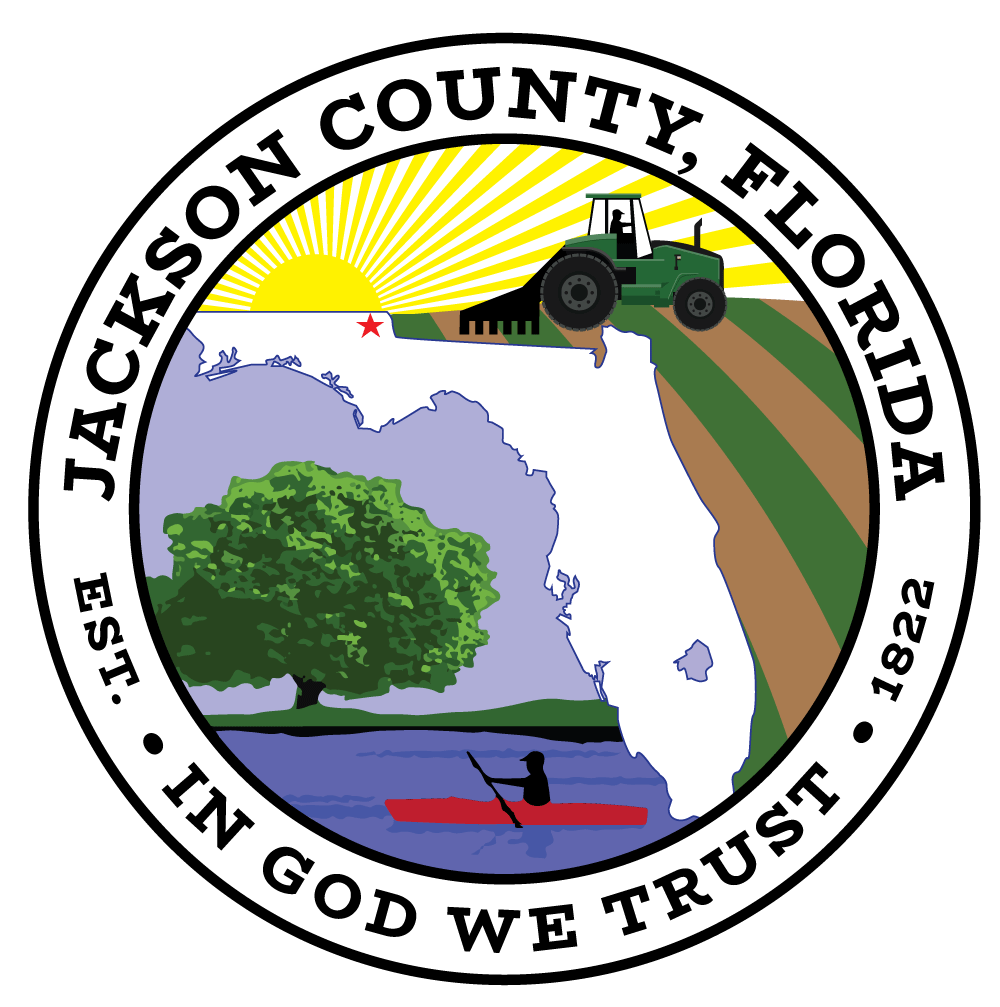 JACKSON COUNTY, FLORIDA
EST. • IN GOD WE TRUST • 1822